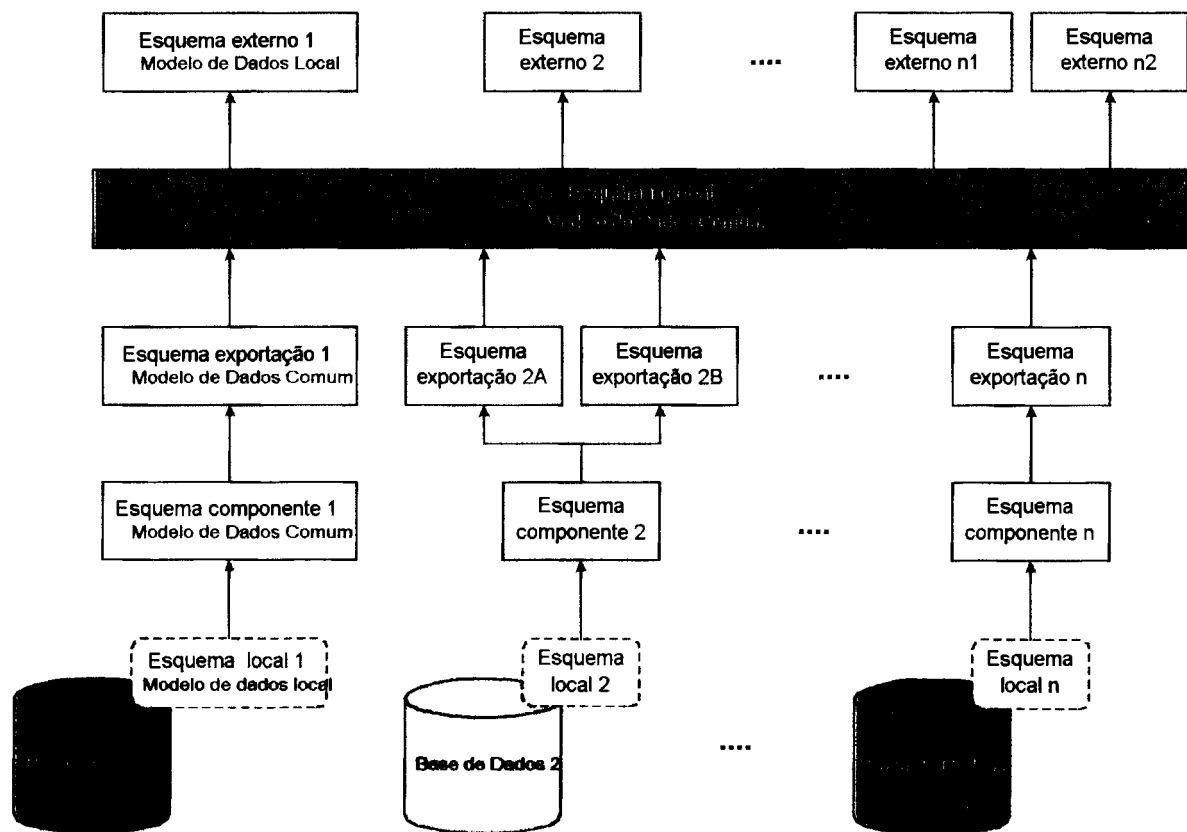 Esquema externo 1
Modelo de Dados Local
Esquema
externo 2
....
Esquema
externo n1
Esquema
externo n2
Esquema exportação 1
Modelo de Dados Comum
Esquema
exportação 2A
Esquema
exportação 2B
....
Esquema
exportação n
Esquema componente 1
Modelo de Dados Comum
Esquema
componente 2
....
Esquema
componente n
Esquema local 1
Modelo de dados local
Esquema
local 2
Esquema
local n
Base de Dados 2
....